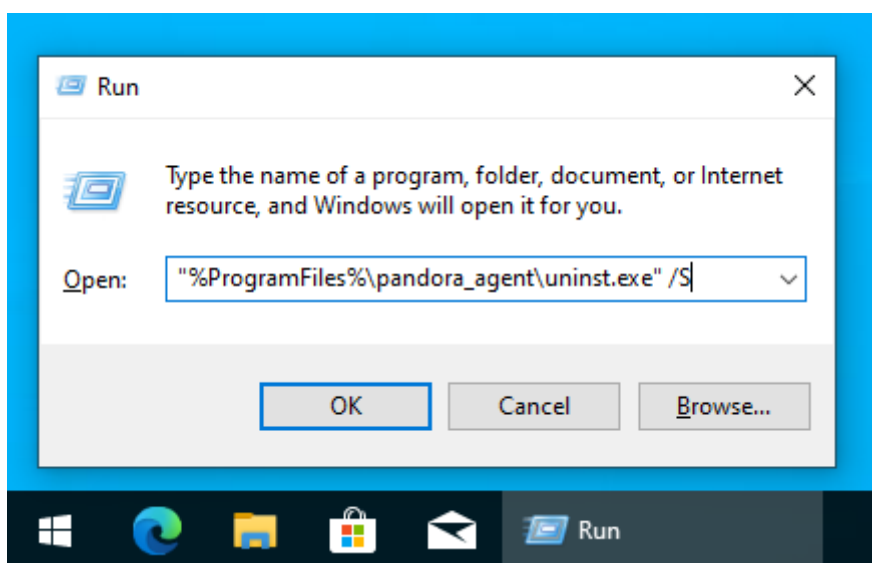 Run
Type the name of a program, folder, document, or Internet
resource, and Windows will open it for you.
Open:
"%ProgramFiles%\pandora_agent\uninst.exe" /S
OK
Cancel
Browse...
Run